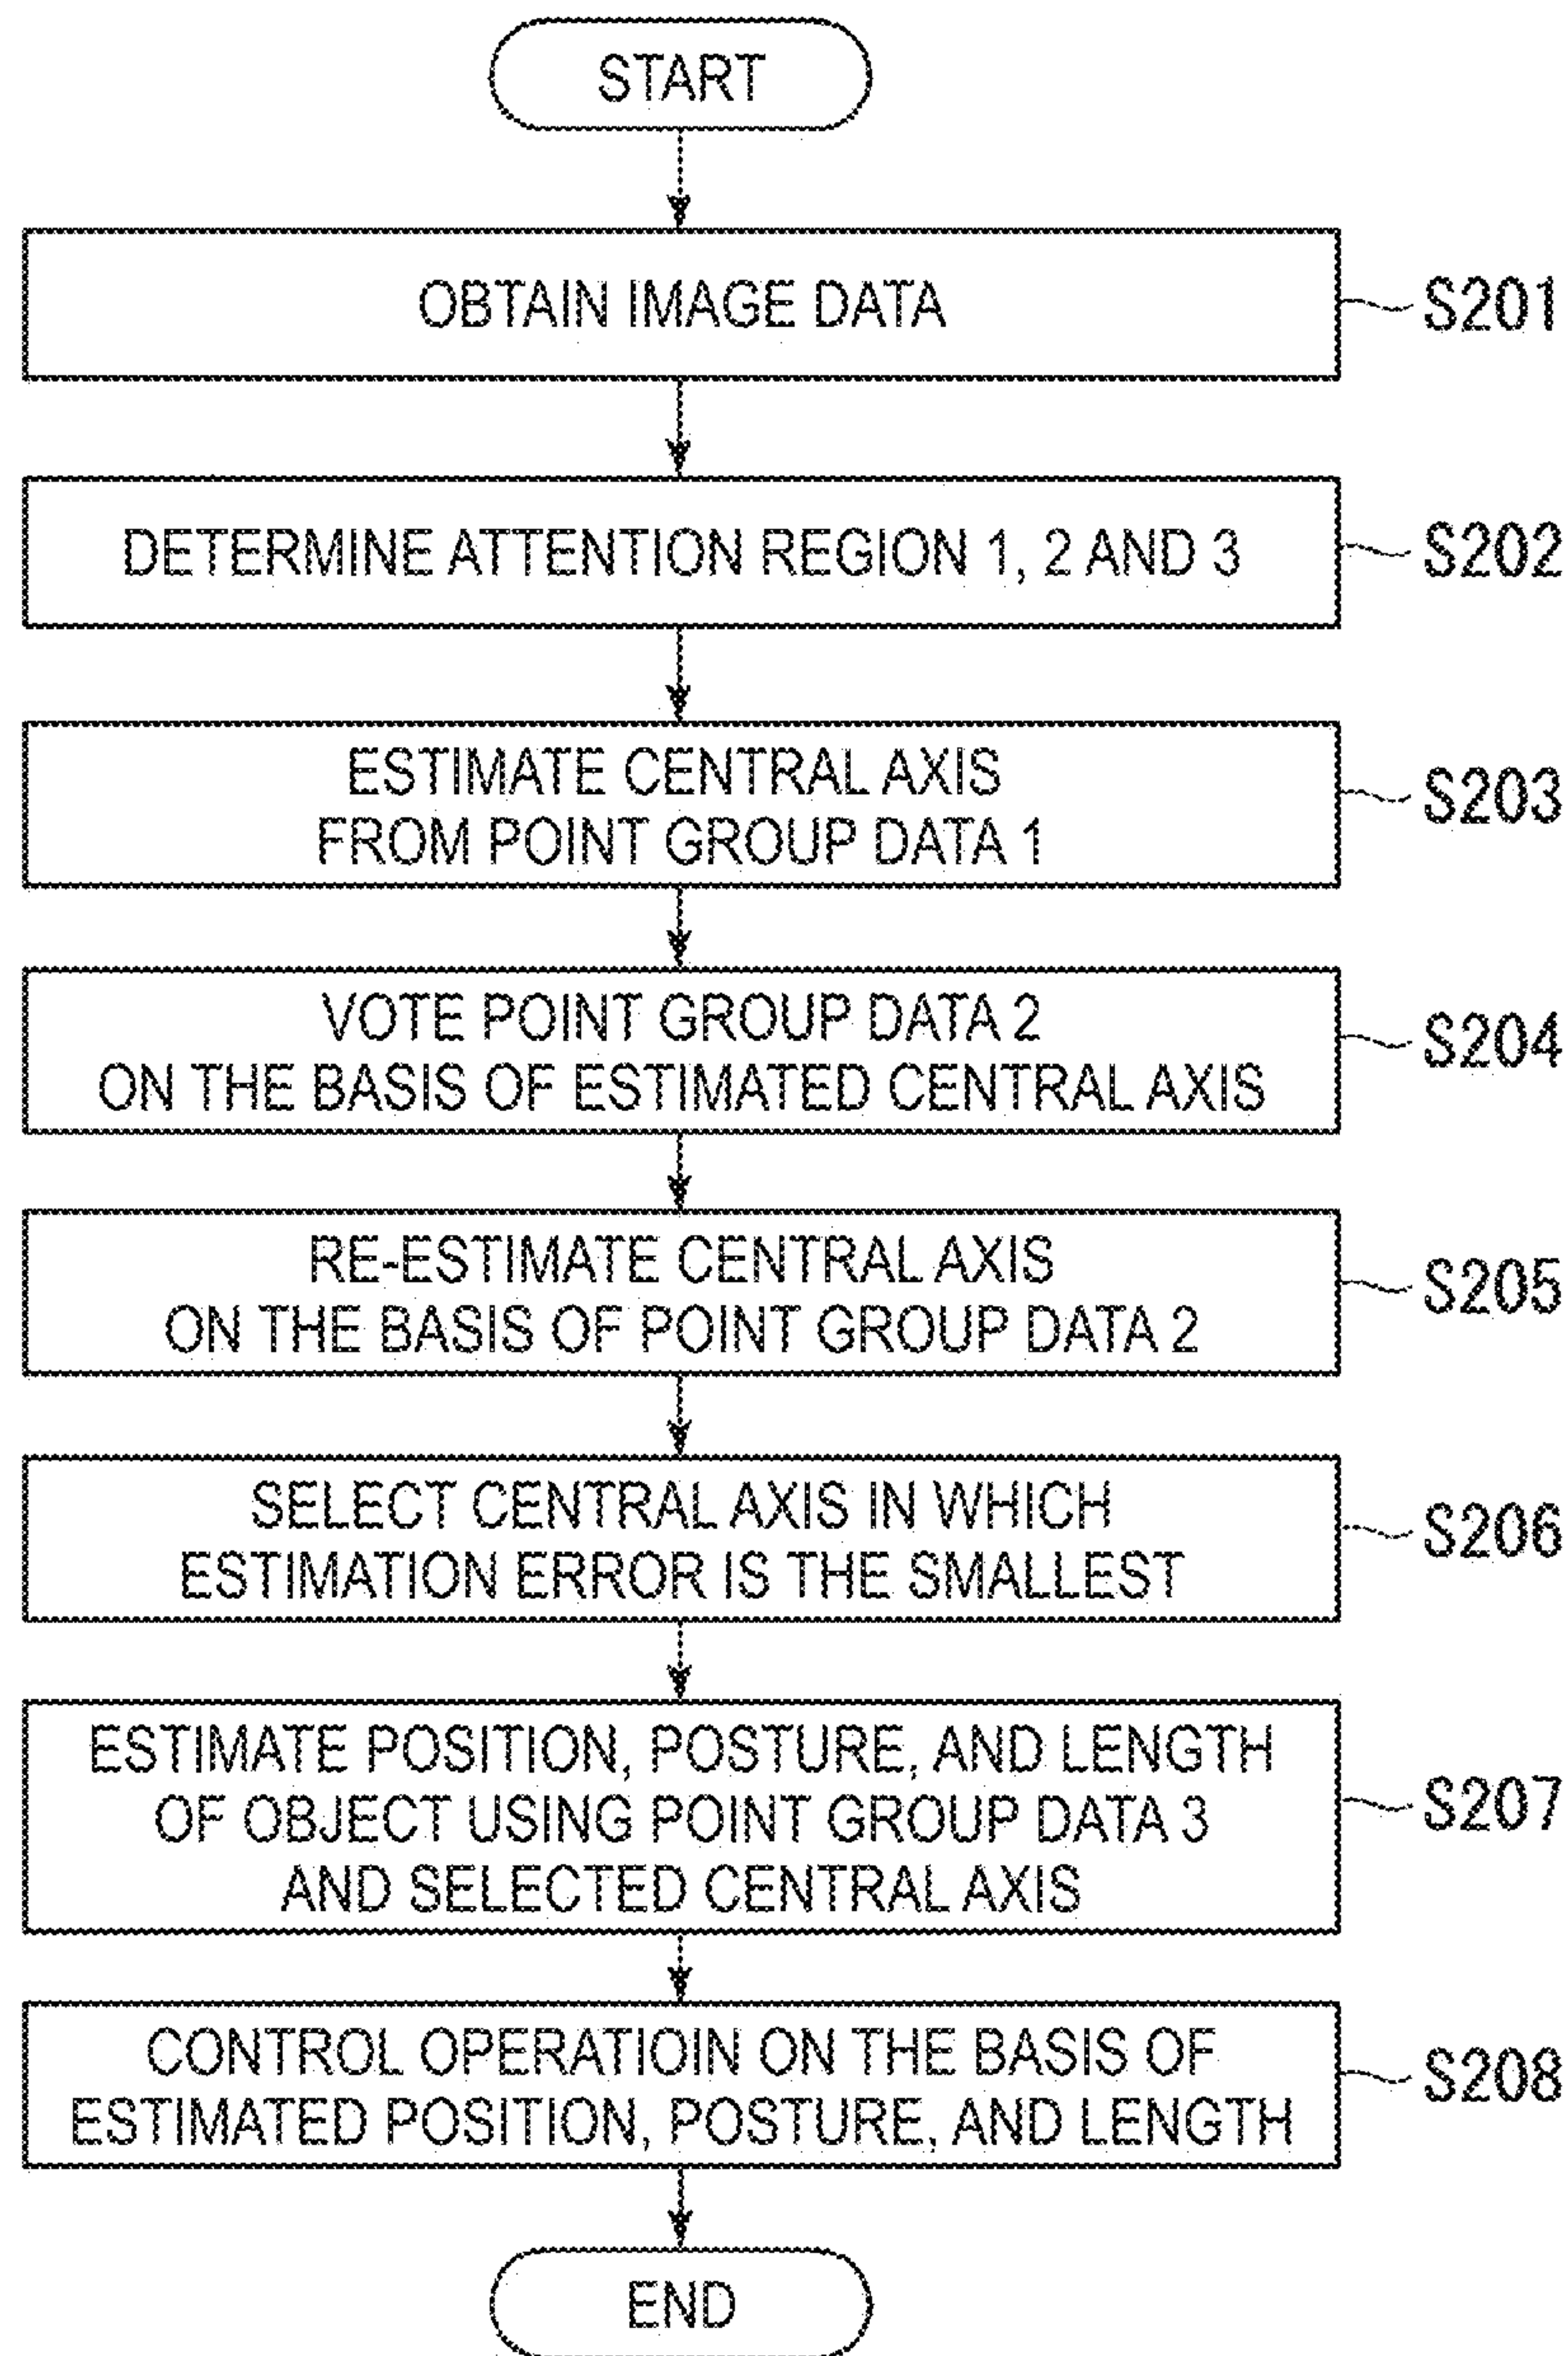 START
OBTAIN IMAGE DATA
S201
DETERMINE ATTENTION REGION 1, 2 AND 3
S202
ESTIMATE CENTRAL AXIS
FROM POINT GROUP DATA 1
S203
VOTE POINT GROUP DATA 2
ON THE BASIS OF ESTIMATED CENTRAL AXIS
S204
RE-ESTIMATE CENTRAL AXIS
ON THE BASIS OF POINT GROUP DATA 2
S205
SELECT CENTRAL AXIS IN WHICH
ESTIMATION ERROR IS THE SMALLEST
S206
ESTIMATE POSITION, POSTURE, AND LENGTH
OF OBJECT USING POINT GROUP DATA 3
AND SELECTED CENTRAL AXIS
S207
CONTROL OPERATIOIN ON THE BASIS OF
ESTIMATED POSITION, POSTURE, AND LENGTH
S208
END